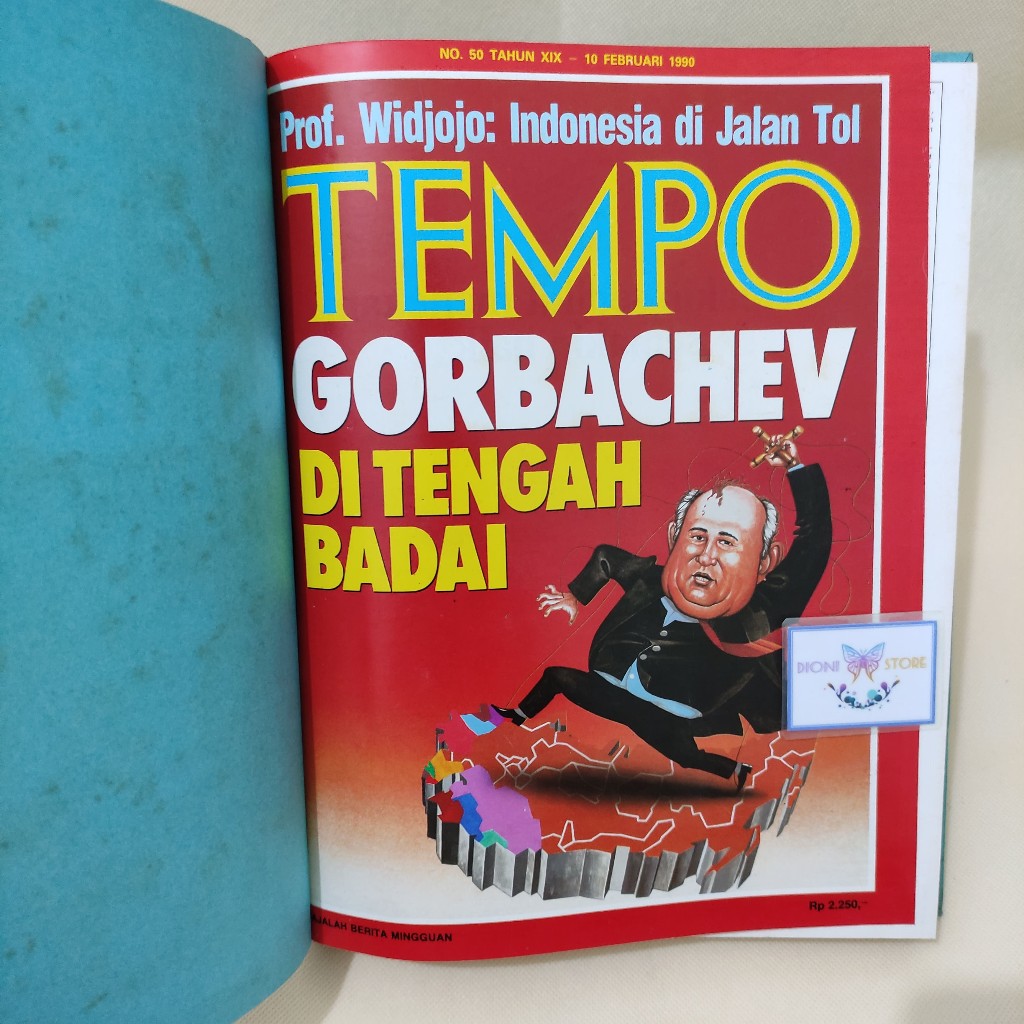 NO. 50 TAHUN XIX – 10 FEBRUARI 1990
Prof. Widjojo: Indonesia di Jalan Tol
TEMPO
GORBACHEV
DI TENGAH
BADAI
DIONI STORE
Rp 2.250,-
BERITA MINGGUAN